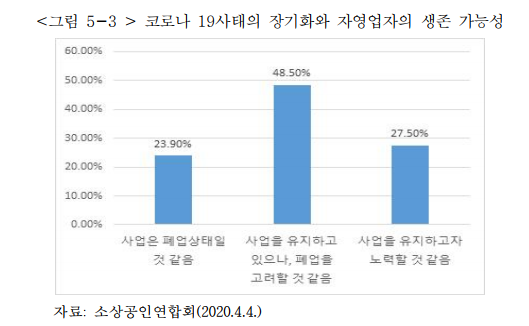 <그림 5-3 > 코로나 19사태의 장기화와 자영업자의 생존 가능성
60.00%
50.00%
40.00%
30.00%
20.00%
10.00%
0.00%
23.90%
48.50%
27.50%
사업은 폐업상태일
것 같음
사업을 유지하고
있으나, 폐업을
고려할 것 같음
사업을 유지하고자
노력할 것 같음
자료: 소상공인연합회(2020.4.4.)